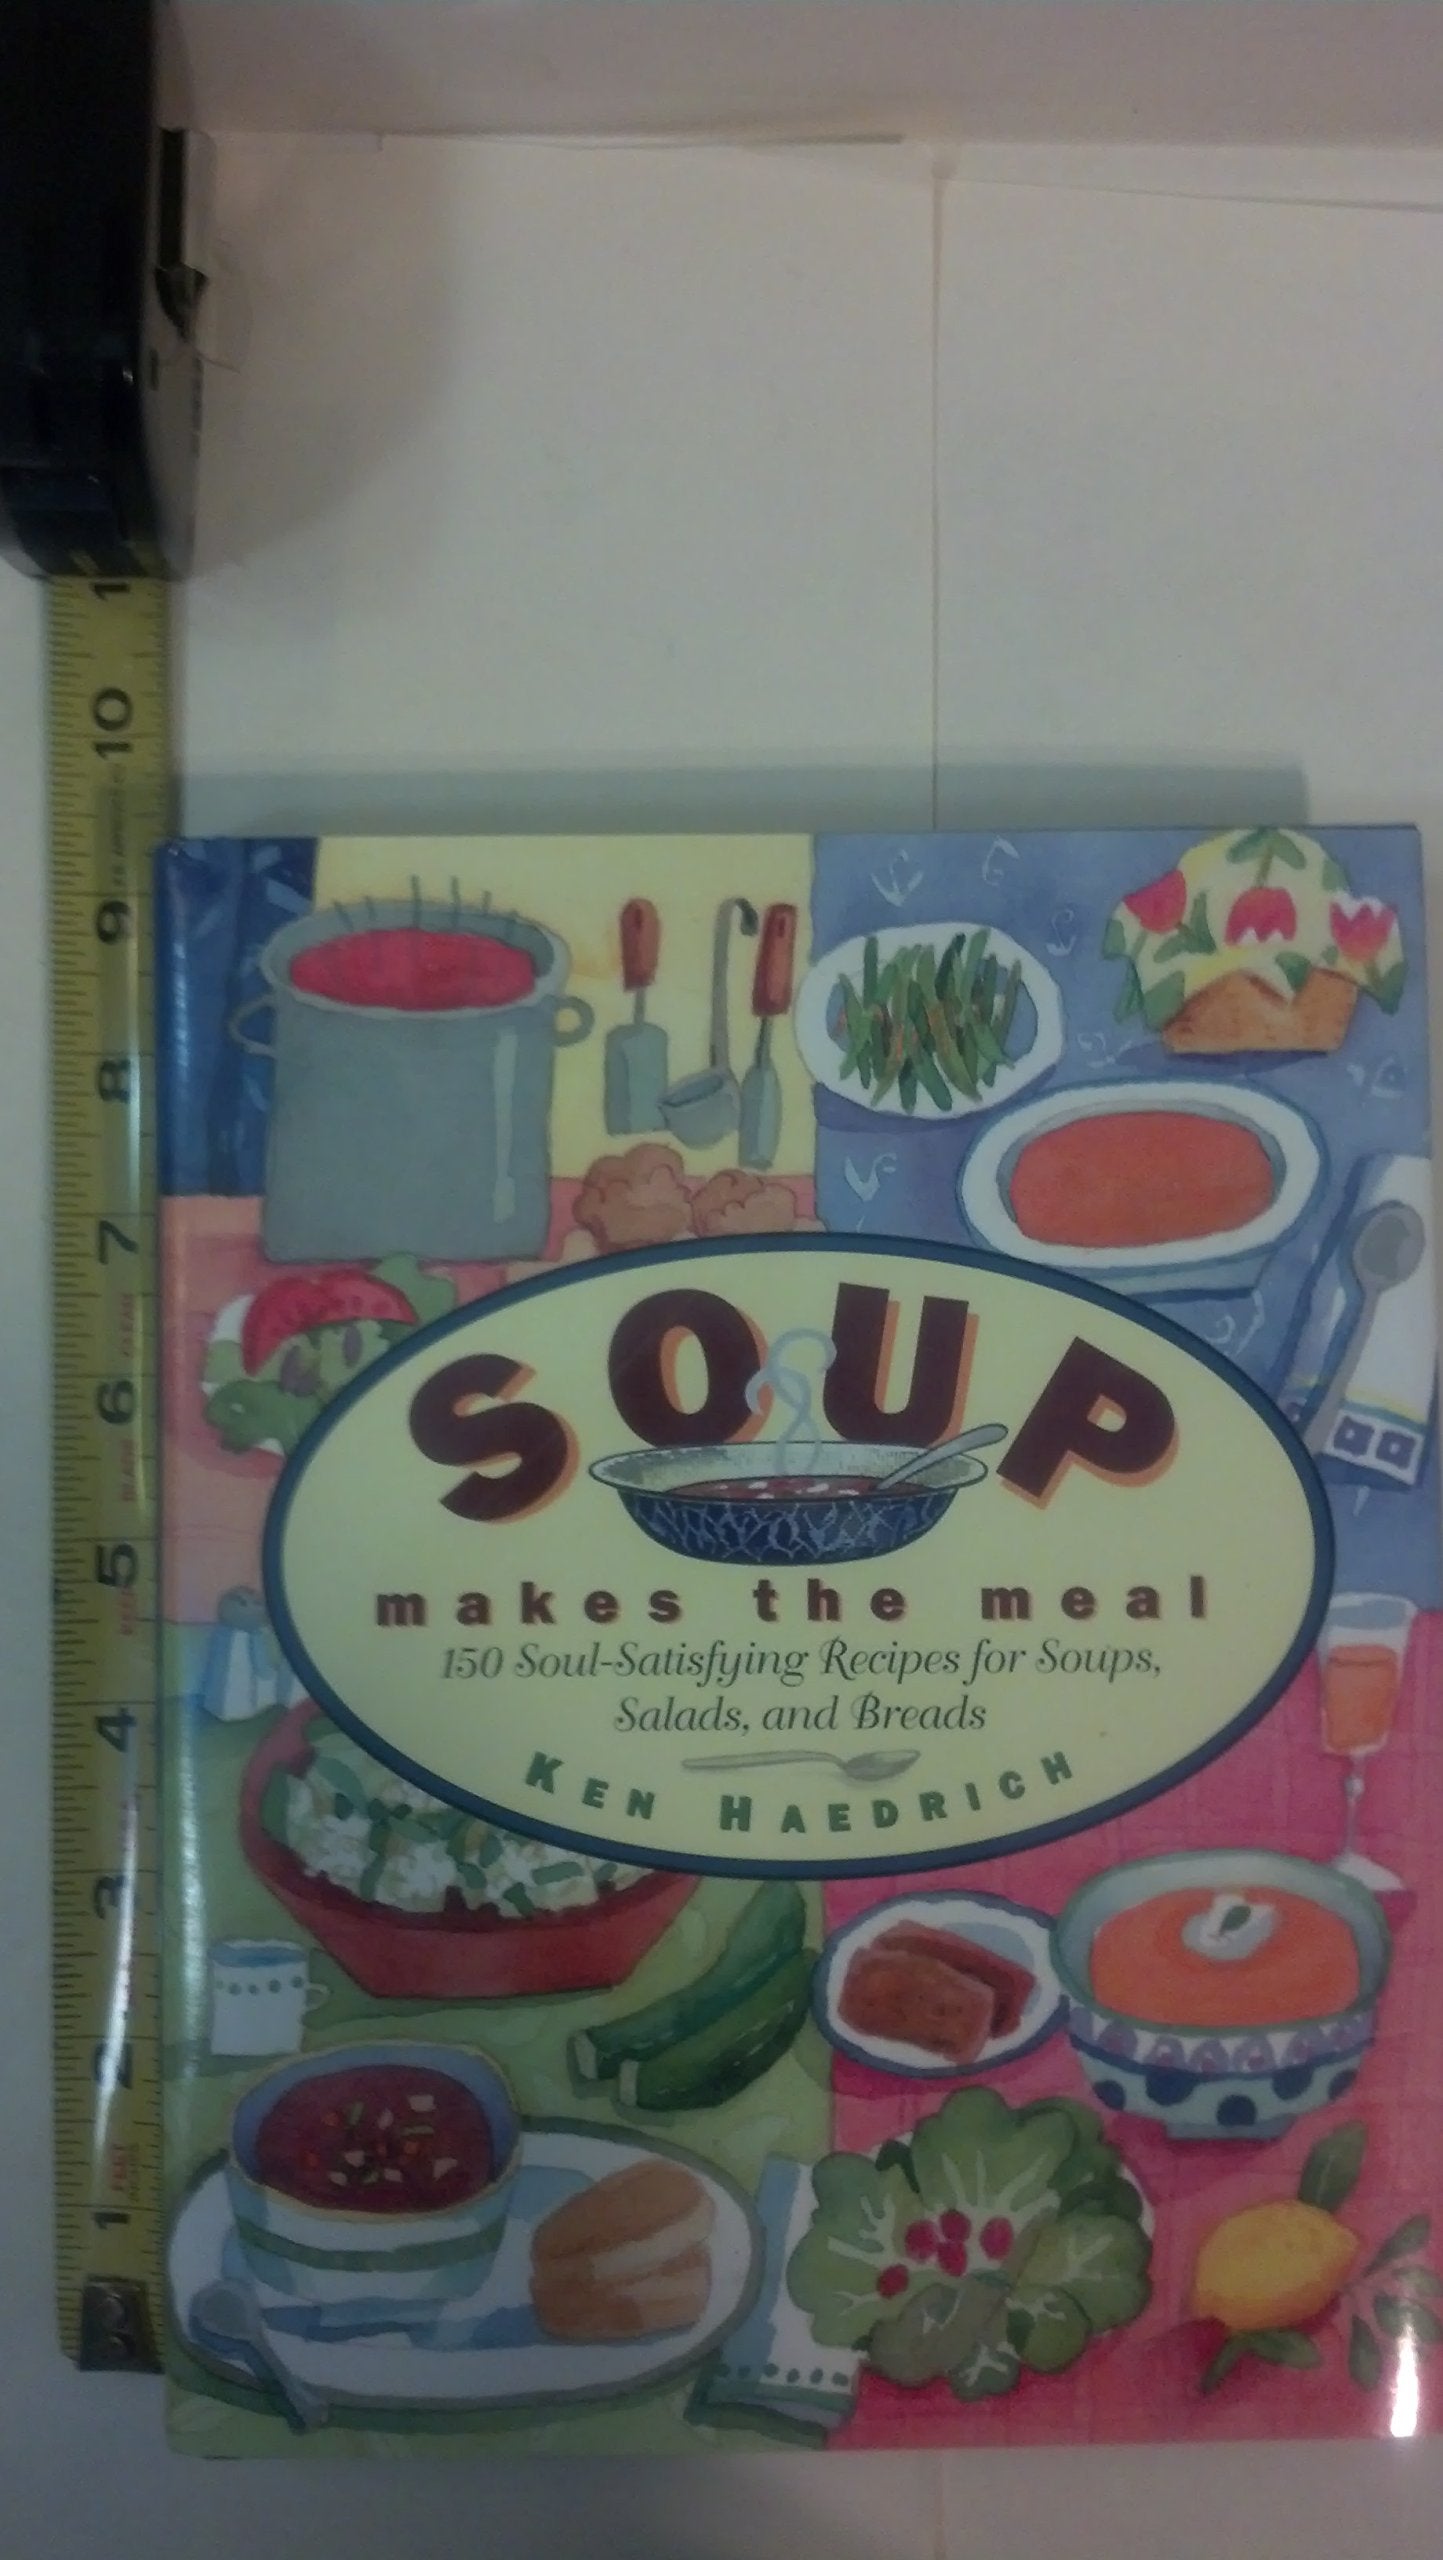 1
10
9
8
7
6
5
4
3
2
1
SOUP
makes the meal
150 Soul-Satisfying Recipes for Soups,
Salads, and Breads
KEN HAEDRICH